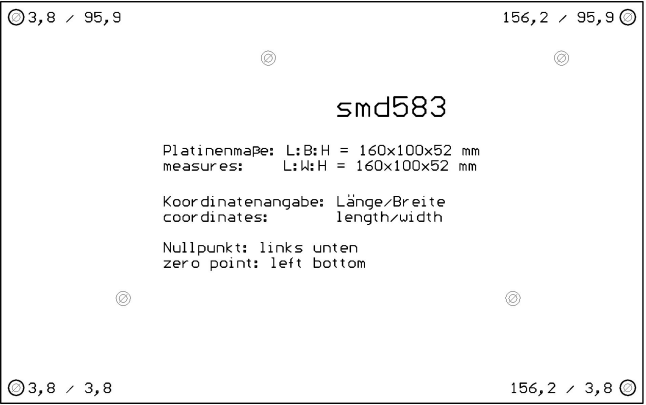 3,8 / 95,9
156,2 / 95,9
smd583
Platinenmaße: L:B:H = 160x100x52 mm
measures: L:W:H = 160x100x52 mm
Koordinatenangabe: Länge/Breite
coordinates: length/width
Nullpunkt: links unten
zero point: left bottom
3,8 / 3,8
156,2 / 3,8